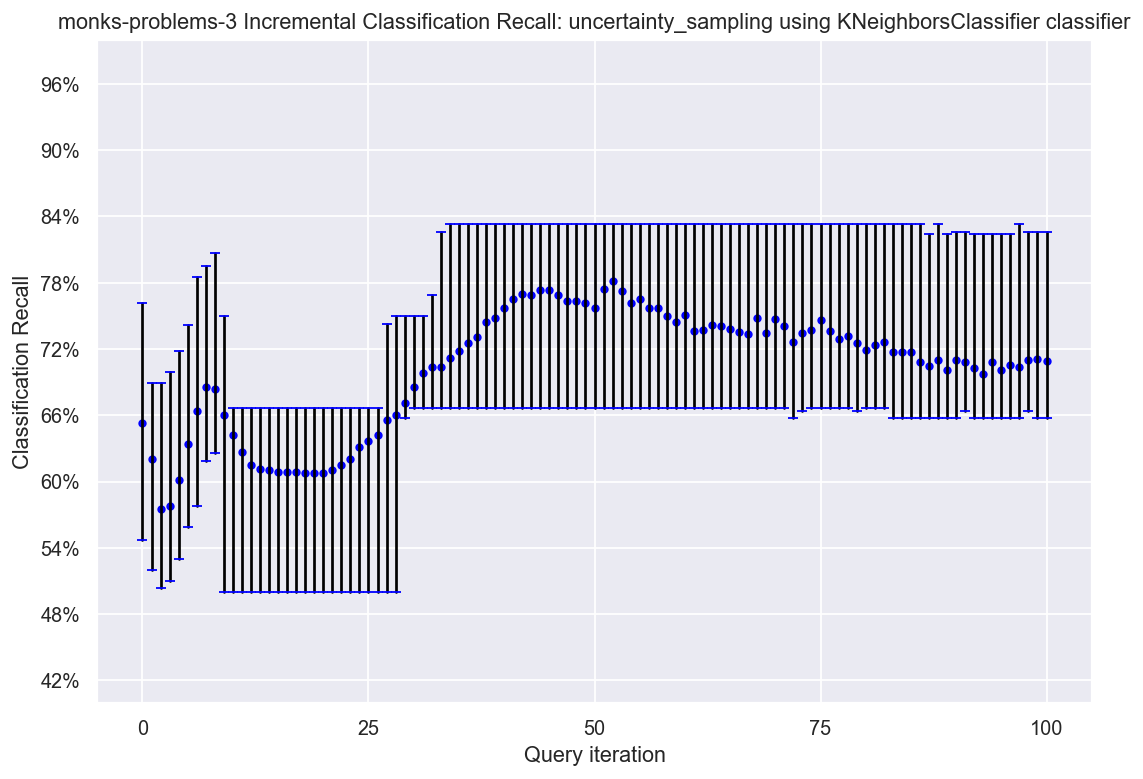 monks-problems-3 Incremental Classification Recall: uncertainty_sampling using KNeighborsClassifier classifier
96%
90%
84%
78%
72%
66%
60%
54%
48%
42%
Classification Recall
0 25 50 75 100
Query iteration